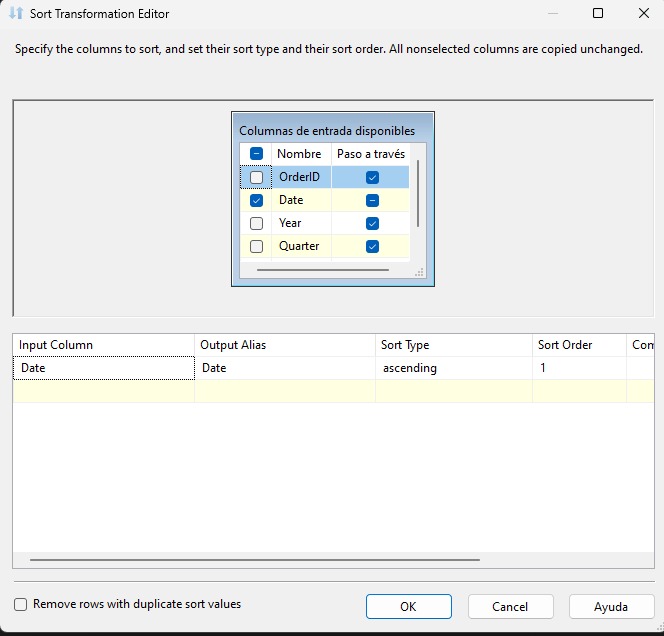 Sort Transformation Editor
Specify the columns to sort, and set their sort type and their sort order. All nonselected columns are copied unchanged.
Columnas de entrada disponibles
Nombre Paso a través
OrderID
Date
Year
Quarter
Input Column Output Alias Sort Type Sort Order Com
Date Date ascending 1
Remove rows with duplicate sort values
OK Cancel Ayuda